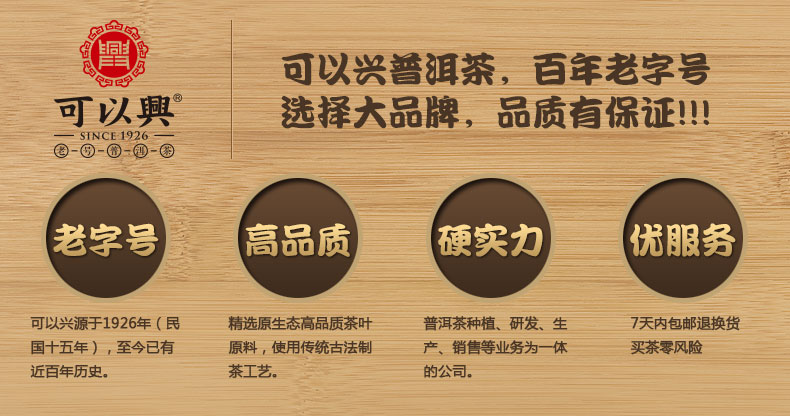 興
可以興®
SINCE 1926
老-号-普-洱-茶
可以兴普洱茶，百年老字号
选择大品牌，品质有保证!!!
老字号
高品质
硬实力
优服务
可以兴源于1926年（民
国十五年），至今已有
近百年历史。
精选原生态高品质茶叶
原料，使用传统古法制
茶工艺。
普洱茶种植、研发、生
产、销售等业务为一体
的公司。
7天内包邮退换货
买茶零风险